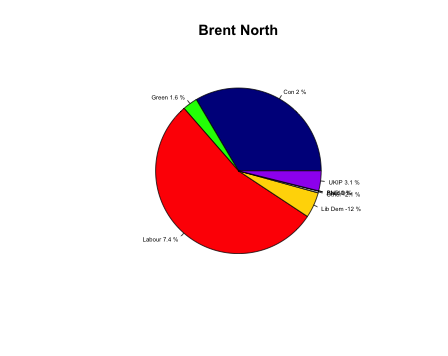 Brent North
Con 2 %
Green 1.6 %
UKIP 3.1 %
Lib Dem -12 %
Labour 7.4 %